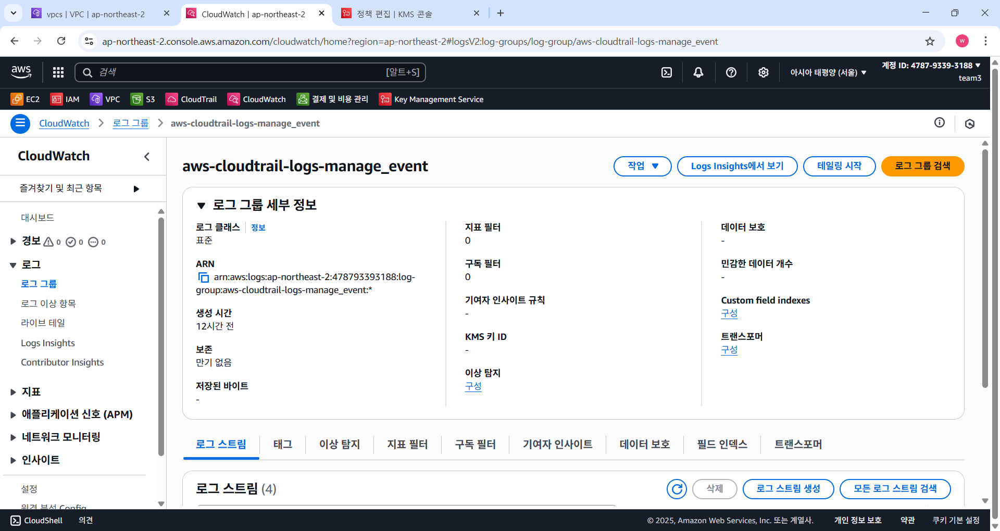 vpcs | VPC | ap-northeast-2
CloudWatch | ap-northeast-2
정책 편집 | KMS 콘솔
ap-northeast-2.console.aws.amazon.com/cloudwatch/home?region=ap-northeast-2#logsV2:log-groups/log-group/aws-cloudtrail-logs-manage_event
W
aws
검색
[알트+S]
아시아 태평양 (서울)
계정 ID: 4787-9339-3188
team3
EC2
IAM
VPC
S3
CloudTrail
CloudWatch
결제 및 비용 관리
Key Management Service
CloudWatch
로그 그룹
aws-cloudtrail-logs-manage_event
CloudWatch
즐겨찾기 및 최근 항목
대시보드
경보 0 0 0
로그
로그 그룹
로그 이상 항목
라이브 테일
Logs Insights
Contributor Insights
지표
애플리케이션 신호 (APM)
네트워크 모니터링
인사이트
설정
원격 분석 Config
aws-cloudtrail-logs-manage_event
작업
Logs Insights에서 보기
테일링 시작
로그 그룹 검색
로그 그룹 세부 정보
로그 클래스
정보
표준
ARN
arn:aws:logs:ap-northeast-2:478793393188:log-
group:aws-cloudtrail-logs-manage_event:*
생성 시간
12시간 전
보존
만기 없음
저장된 바이트
-
지표 필터
0
구독 필터
0
기여자 인사이트 규칙
-
KMS 키 ID
-
이상 탐지
구성
데이터 보호
-
민감한 데이터 개수
-
Custom field indexes
구성
트랜스포머
구성
로그 스트림
태그
이상 탐지
지표 필터
구독 필터
기여자 인사이트
데이터 보호
필드 인덱스
트랜스포머
로그 스트림 (4)
삭제
로그 스트림 생성
모든 로그 스트림 검색
CloudShell
의견
© 2025, Amazon Web Services, Inc. 또는 계열사.
개인 정보 보호
약관
쿠키 기본 설정